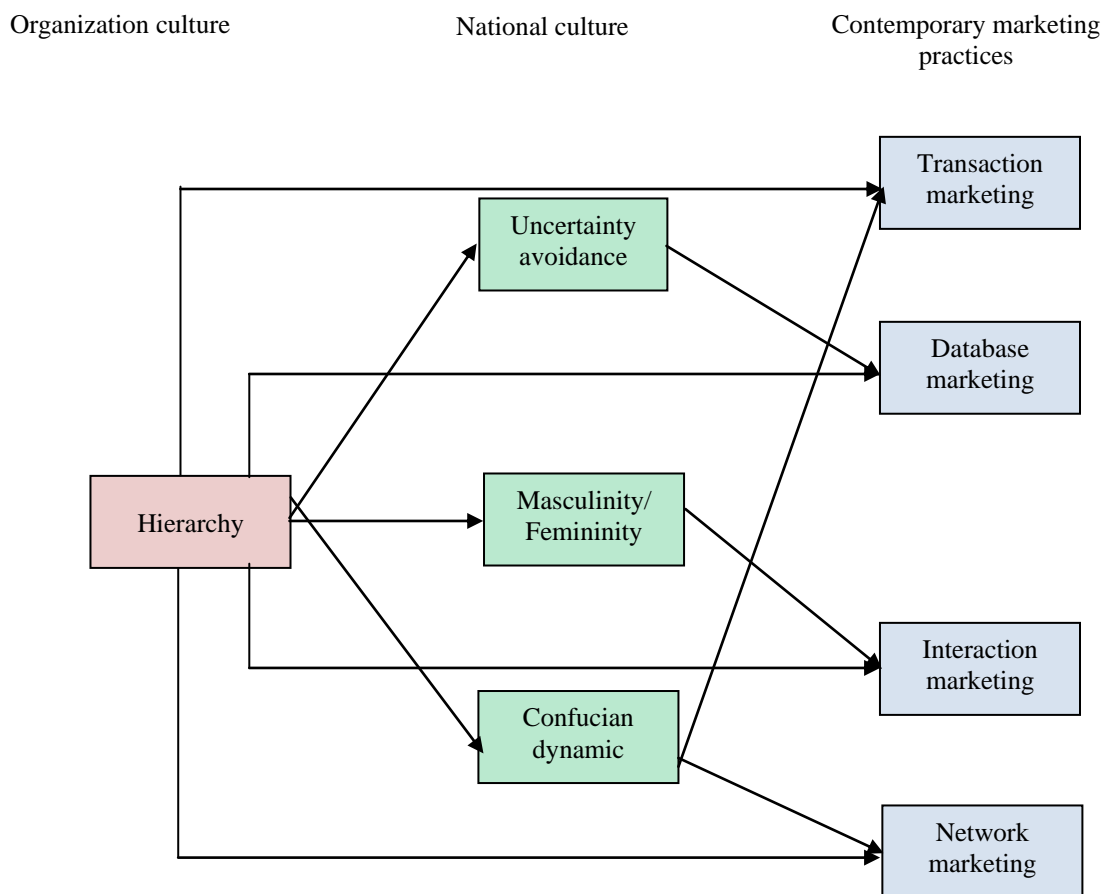 Organization culture
National culture
Contemporary marketing
practices
Transaction
marketing
Uncertainty
avoidance
Database
marketing
Hierarchy
Masculinity/
Femininity
Interaction
marketing
Confucian
dynamic
Network
marketing